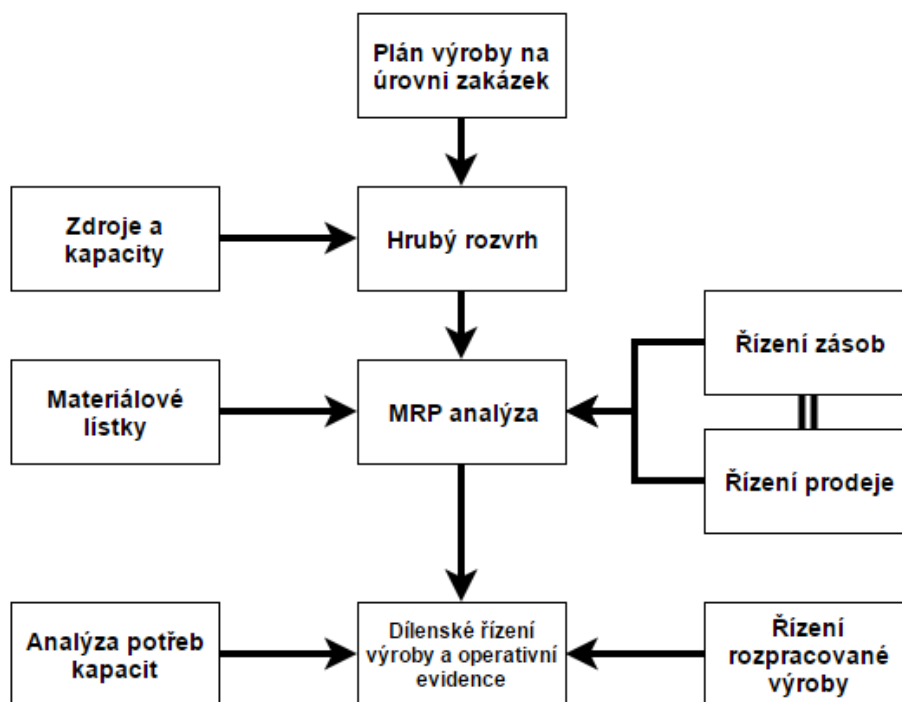 Plán výroby na
úrovni zakázek
Zdroje a
kapacity
Hrubý rozvrh
Řízení zásob
Materiálové
lístky
MRP analýza
Řízení prodeje
Analýza potřeb
kapacit
Dílenské řízení
výroby a operativní
evidence
Řízení
rozpracované
výroby